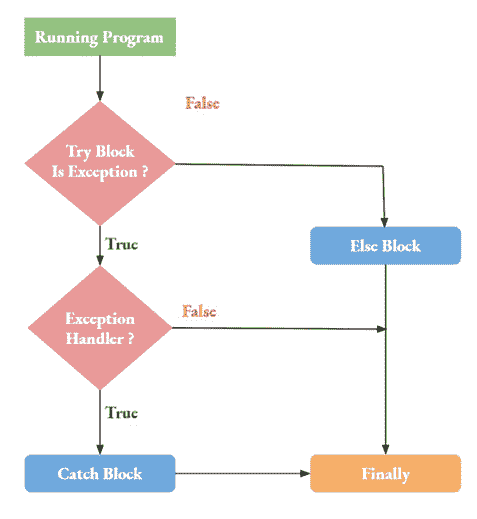 Running Program
False
Try Block
Is Exception ?
True
Else Block
False
Exception
Handler ?
True
Catch Block
Finally